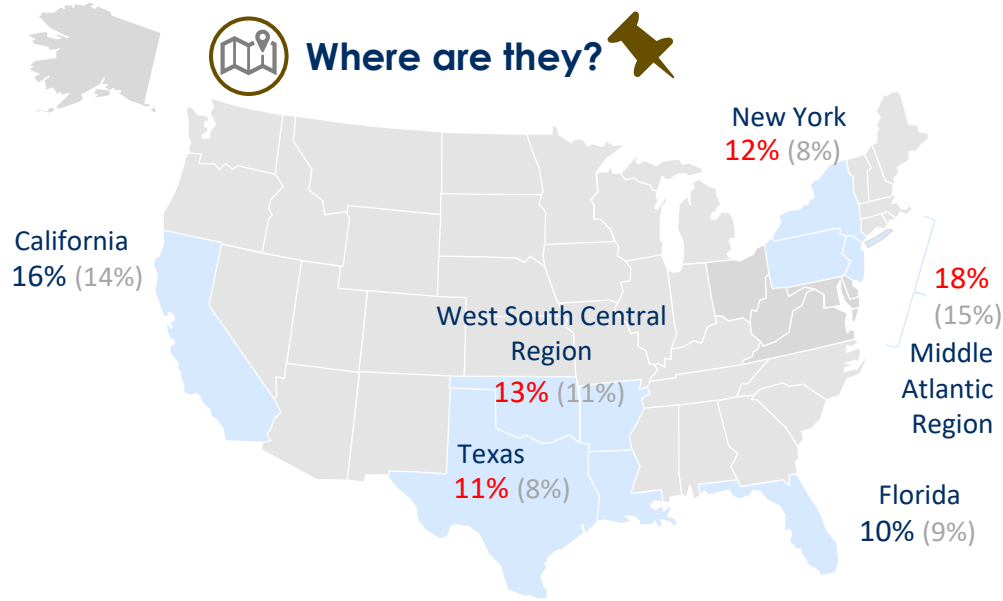 Where are they?
New York
12% (8%)
California
16% (14%)
18%
(15%)
Middle
Atlantic
Region
West South Central
Region
13% (11%)
Texas
11% (8%)
Florida
10% (9%)